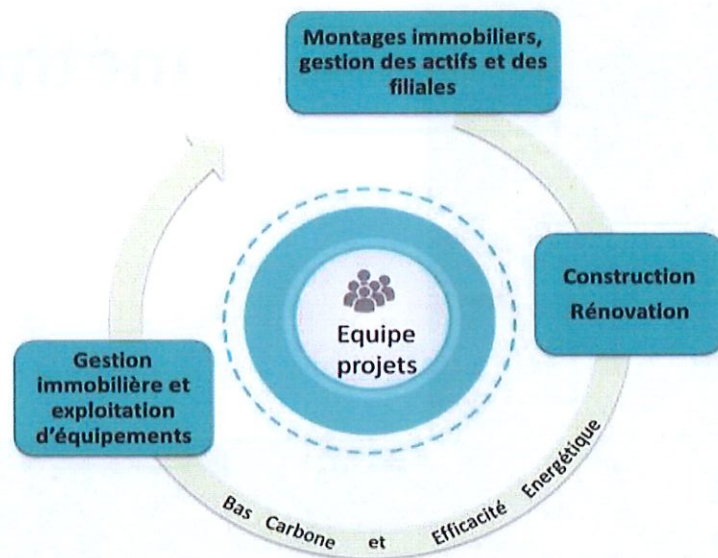 Montages immobiliers,
gestion des actifs et des
filiales
Construction
Rénovation
Equipe
projets
Gestion
immobilière et
exploitation
d'équipements
Bas Carbone et Efficacité Energétique